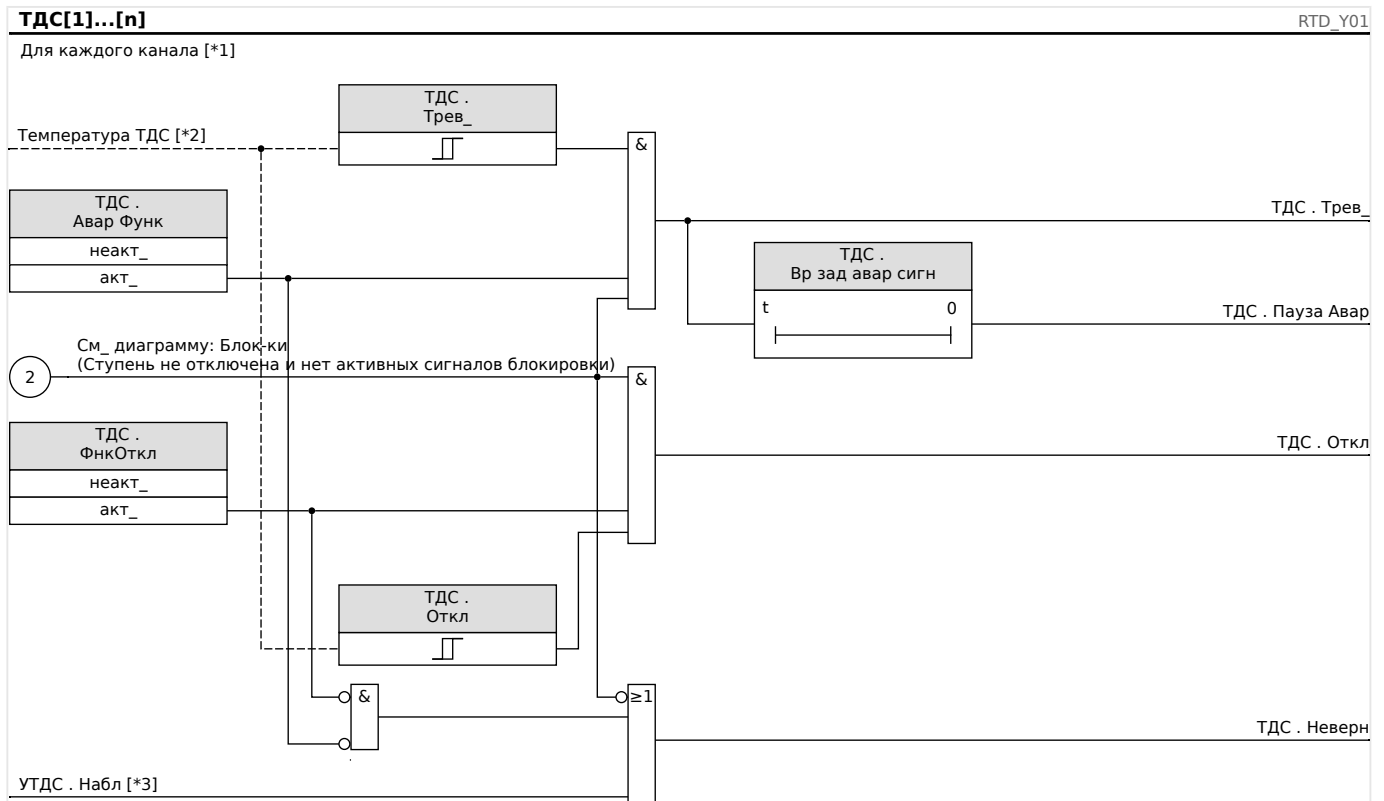 ТДС[1]...[n]
RTD_Y01
Для каждого канала [*1]
ТДС .
Трев_
Температура ТДС [*2]
&
ТДС .
Авар Функ
неакт_
акт_
ТДС . Трев_
ТДС .
Вр зад авар сигн
t 0
ТДС . Пауза Авар
См_ диаграмму: Блок-ки
(Ступень не отключена и нет активных сигналов блокировки)
2
&
ТДС .
ФнкОткл
неакт_
акт_
ТДС . Откл
ТДС .
Откл
&
≥1
ТДС . Неверн
УТДС . Набл [*3]